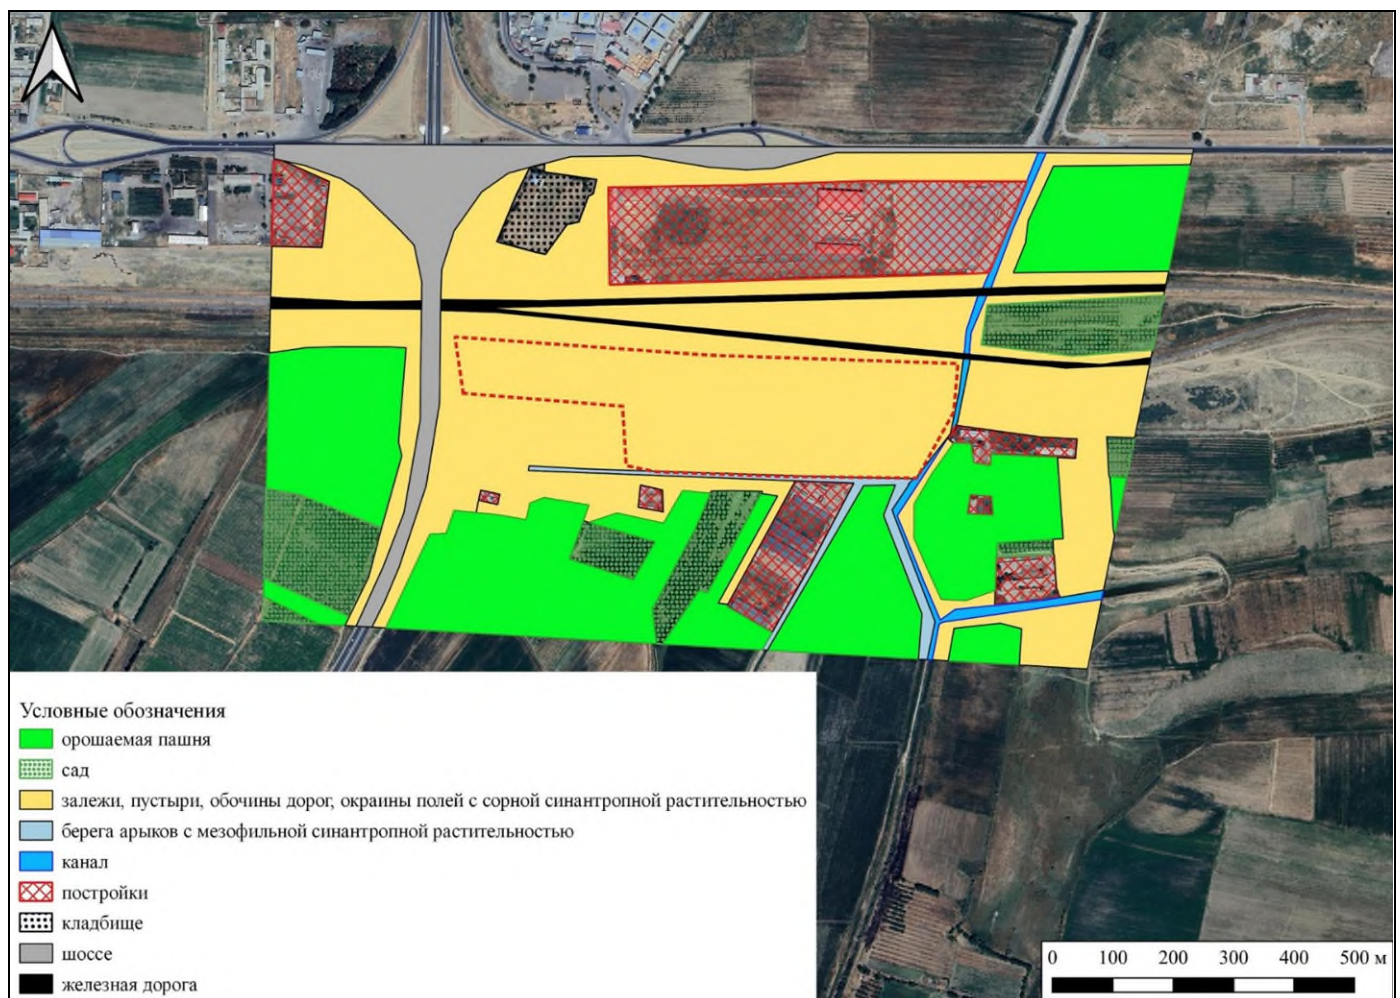 Условные обозначения
орошаемая пашня
сад
залежи, пустыри, обочины дорог, окраины полей с сорной синантропной растительностью
берега арыков с мезофильной синантропной растительностью
канал
постройки
кладбище
шоссе
железная дорога
0 100 200 300 400 500 м